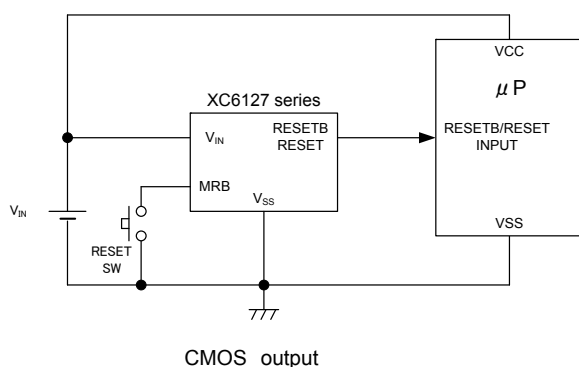 VCC
μP
XC6127 series
VIN
RESETB
RESET
RESETB/RESET
INPUT
MRB
VSS
VIN
RESET
SW
VSS
CMOS output